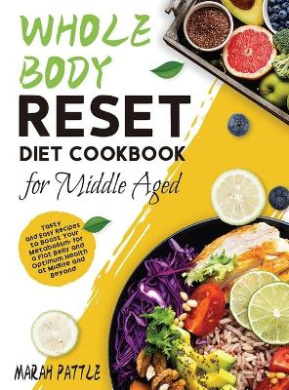 WHOLE
BODY
RESET
DIET COOKBOOK
for Middle Aged
Tasty
and Easy Recipes
to Boost Your
Metabolism for
a Flat Belly and
Optimum Health
at Midlife and
Beyond
MARAH PATTLE